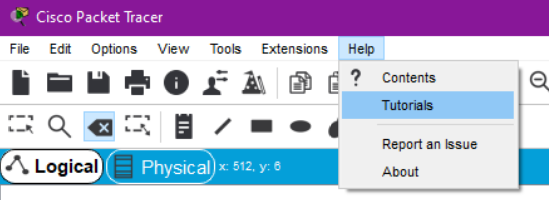 Cisco Packet Tracer
File Edit Options View Tools Extensions Help
? Contents
Tutorials
Report an Issue
About
Logical Physical x: 512, y: 6